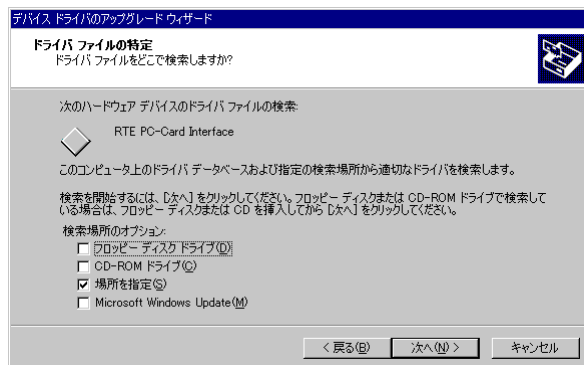 デバイス ドライバのアップグレード ウィザード
ドライバ ファイルの特定
ドライバ ファイルをどこで検索しますか?
次のハードウェア デバイスのドライバ ファイルの検索:
RTE PC-Card Interface
このコンピュータ上のドライバ データベースおよび指定の検索場所から適切なドライバを検索します。
検索を開始するには、[次へ] をクリックしてください。フロッピー ディスクまたは CD-ROM ドライブで検索して
いる場合は、フロッピー ディスクまたは CD を挿入してから [次へ] をクリックしてください。
検索場所のオプション:
フロッピー ディスク ドライブ(D)
CD-ROM ドライブ(C)
場所を指定(S)
Microsoft Windows Update(M)
< 戻る(B) 次へ(N) > キャンセル